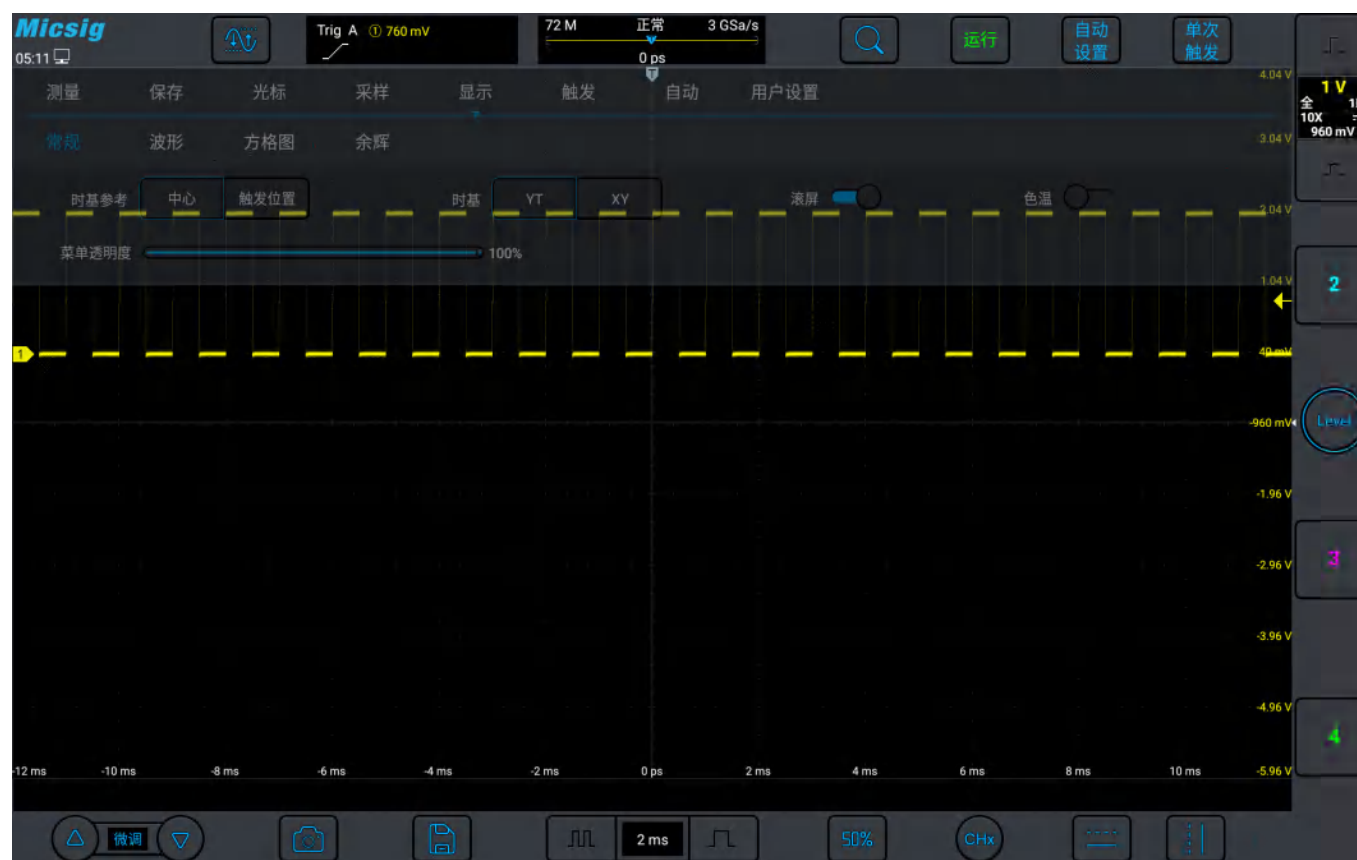 Micsig
05:11
Trig A ① 760 mV
72 M 正常 3 GSa/s
0 ps
运行
自动
设置
单次
触发
T
测量 保存 光标 采样 显示 触发 自动 用户设置
常规 波形 方格图 余辉
时基参考 中心 触发位置 时基 YT XY 滚屏 色温
菜单透明度 100%
4.04 V
3.04 V
2.04 V
1.04 V
40 mV
-960 mV
-1.96 V
-2.96 V
-3.96 V
-4.96 V
-5.96 V
1
1 V
全
10X
960 mV
2
Level
3
4
-12 ms -10 ms -8 ms -6 ms -4 ms -2 ms 0 ps 2 ms 4 ms 6 ms 8 ms 10 ms
微调 2 ms 50% CHx